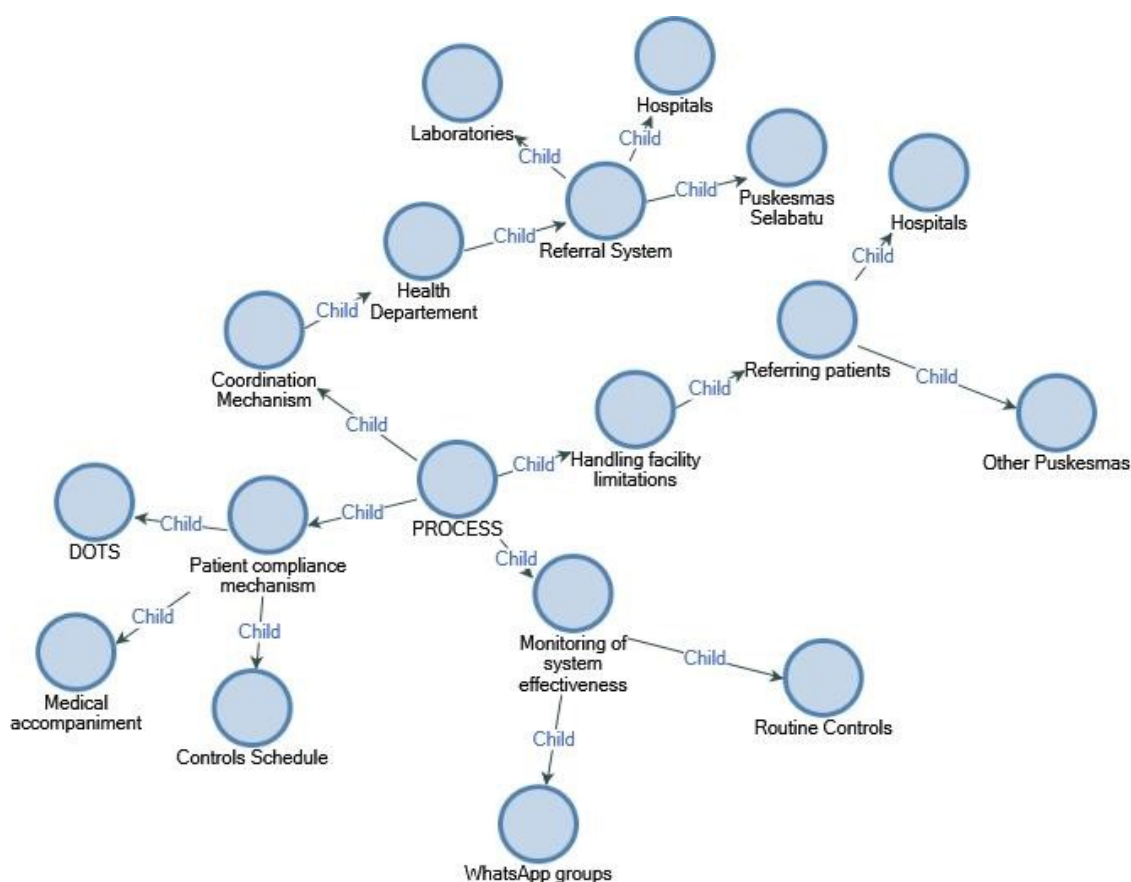 Hospitals
Laboratories
Child
Child
Child
Puskesmas
Selabatu
Hospitals
Child
Referral System
Child
Health
Departement
Child
Referring patients
Child
Coordination
Mechanism
Child
Child
Other Puskesmas
Child
Handling facility
limitations
Child
PROCESS
Child
DOTS
Child
Patient compliance
mechanism
Child
Child
Child
Monitoring of
system
effectiveness
Child
Medical
accompaniment
Controls Schedule
Routine Controls
Child
WhatsApp groups